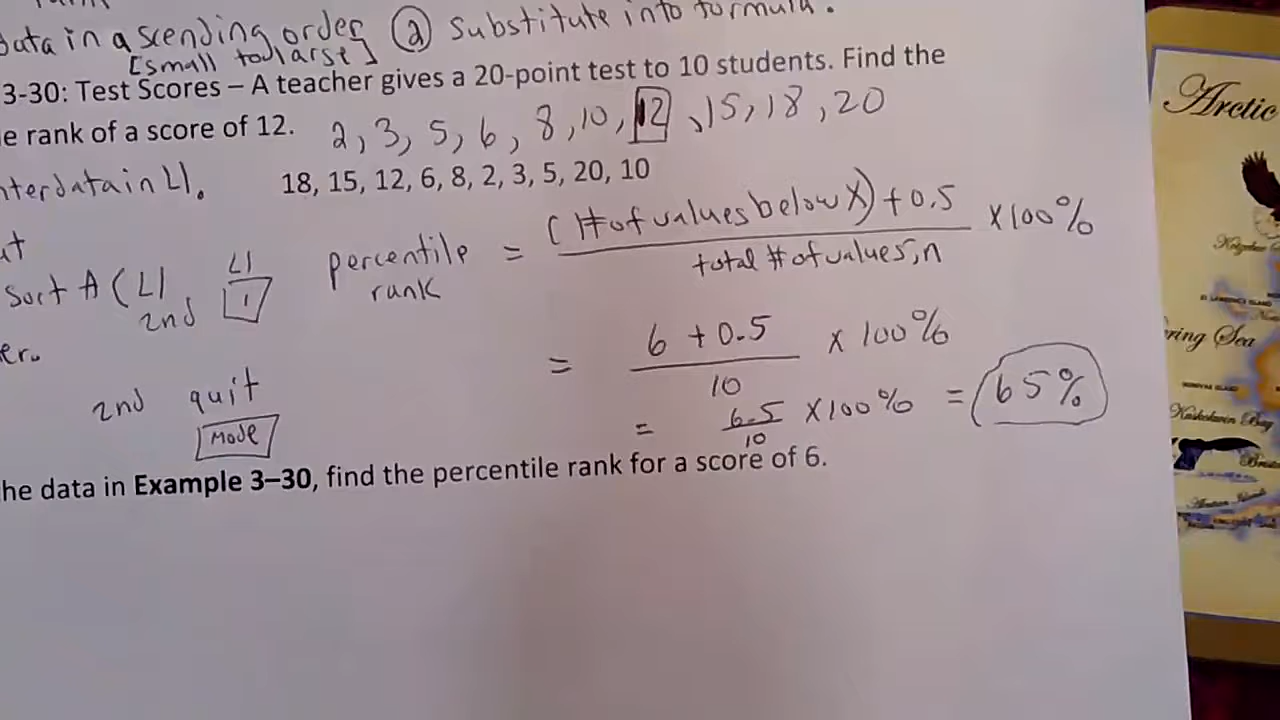 data in ascending order ② Substitute into formula.
[small to large]
3-30: Test Scores – A teacher gives a 20-point test to 10 students. Find the
e rank of a score of 12. 2, 3, 5, 6, 8, 10, 12, 15, 18, 20
nter data in L1. 18, 15, 12, 6, 8, 2, 3, 5, 20, 10
percentile rank = (# of values below X) + 0.5 / total # of values, n X 100%
Sort A (L1
2nd L1 1
er.
= 6 + 0.5 / 10 X 100%
= 6.5 / 10 X 100% = 65%
2nd quit
Mode
he data in Example 3–30, find the percentile rank for a score of 6.
Arctic
ring Sea
Kuskokwim Bay